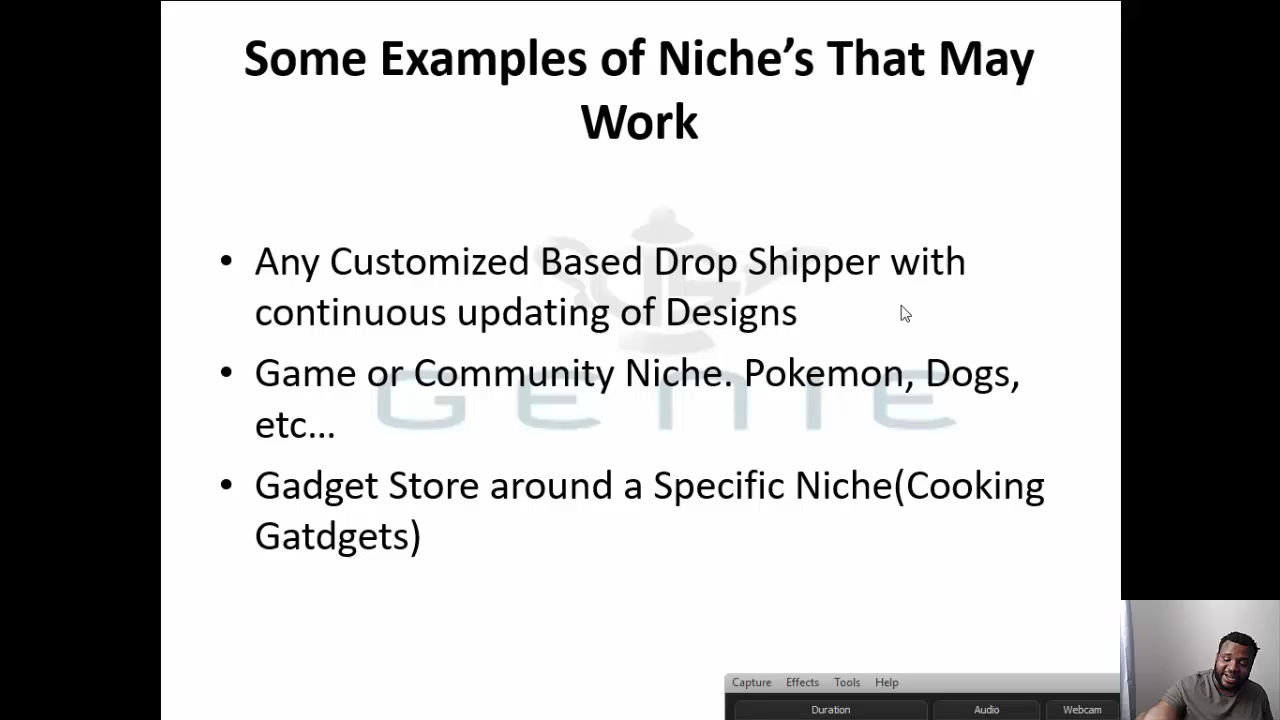 Some Examples of Niche’s That May
Work
• Any Customized Based Drop Shipper with
continuous updating of Designs
• Game or Community Niche. Pokemon, Dogs,
etc…
• Gadget Store around a Specific Niche(Cooking
Gatdgets)
GENIE
Capture Effects Tools Help
Duration Audio Webcam